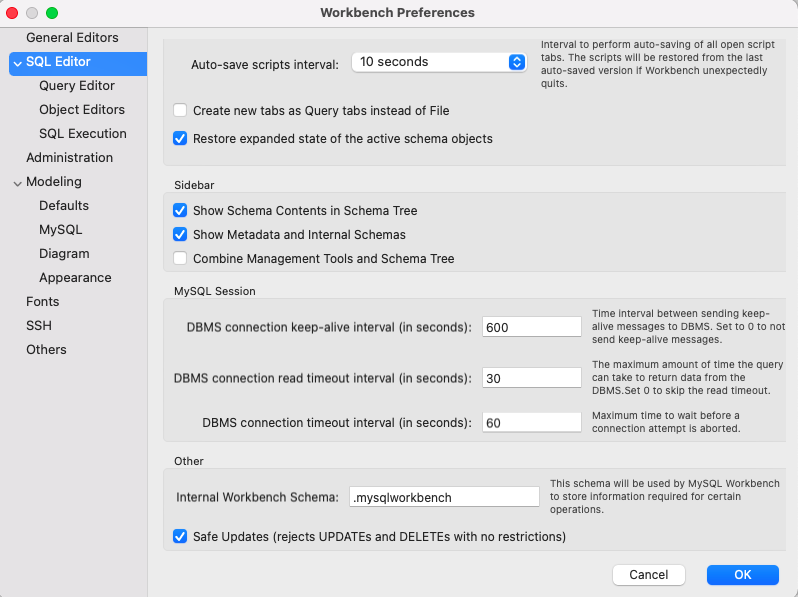 Workbench Preferences
General Editors
SQL Editor
Query Editor
Object Editors
SQL Execution
Administration
Modeling
Defaults
MySQL
Diagram
Appearance
Fonts
SSH
Others
Auto-save scripts interval:
10 seconds
Interval to perform auto-saving of all open script
tabs. The scripts will be restored from the last
auto-saved version if Workbench unexpectedly
quits.
Create new tabs as Query tabs instead of File
Restore expanded state of the active schema objects
Sidebar
Show Schema Contents in Schema Tree
Show Metadata and Internal Schemas
Combine Management Tools and Schema Tree
MySQL Session
DBMS connection keep-alive interval (in seconds):
600
Time interval between sending keep-
alive messages to DBMS. Set to 0 to not
send keep-alive messages.
DBMS connection read timeout interval (in seconds):
30
The maximum amount of time the query
can take to return data from the
DBMS.Set 0 to skip the read timeout.
DBMS connection timeout interval (in seconds):
60
Maximum time to wait before a
connection attempt is aborted.
Other
Internal Workbench Schema:
.mysqlworkbench
This schema will be used by MySQL Workbench
to store information required for certain
operations.
Safe Updates (rejects UPDATEs and DELETEs with no restrictions)
Cancel
OK